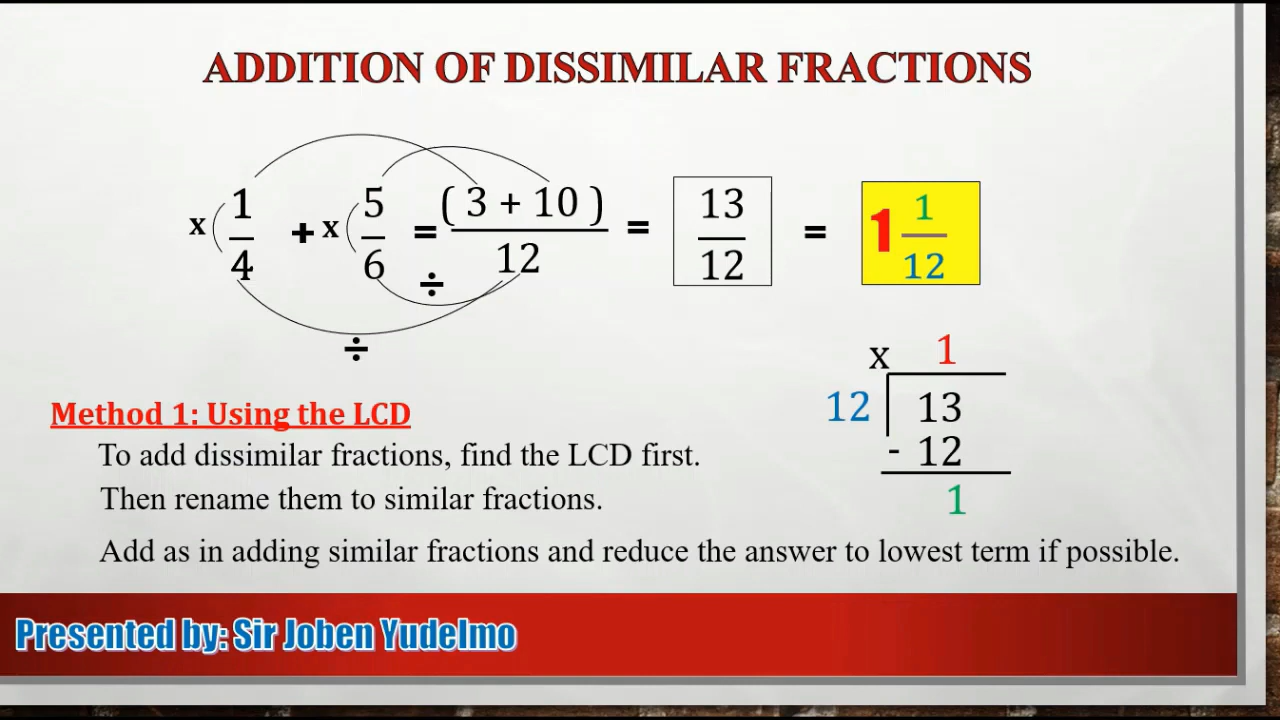 ADDITION OF DISSIMILAR FRACTIONS
x 1/4 + x 5/6 = ( 3 + 10 )/12 = 13/12 = 1 1/12
÷
÷
x 1
12 13
- 12
1
Method 1: Using the LCD
To add dissimilar fractions, find the LCD first.
Then rename them to similar fractions.
Add as in adding similar fractions and reduce the answer to lowest term if possible.
Presented by: Sir Joben Yudelmo